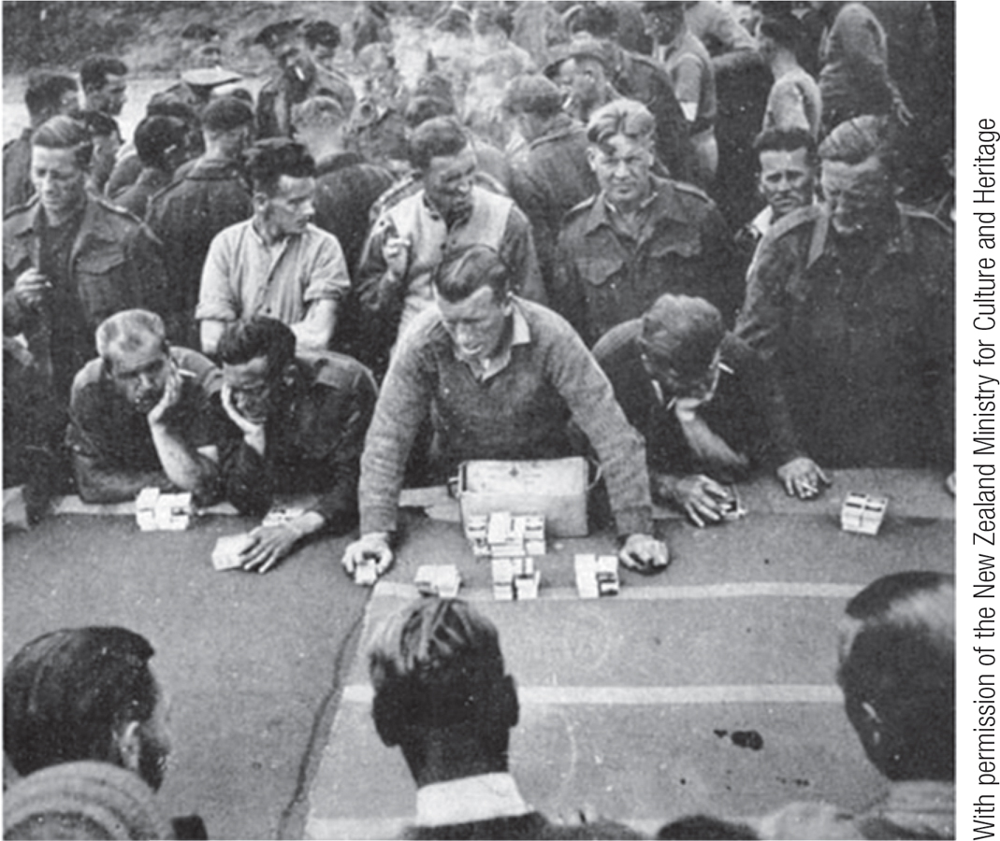 With permission of the New Zealand Ministry for Culture and Heritage